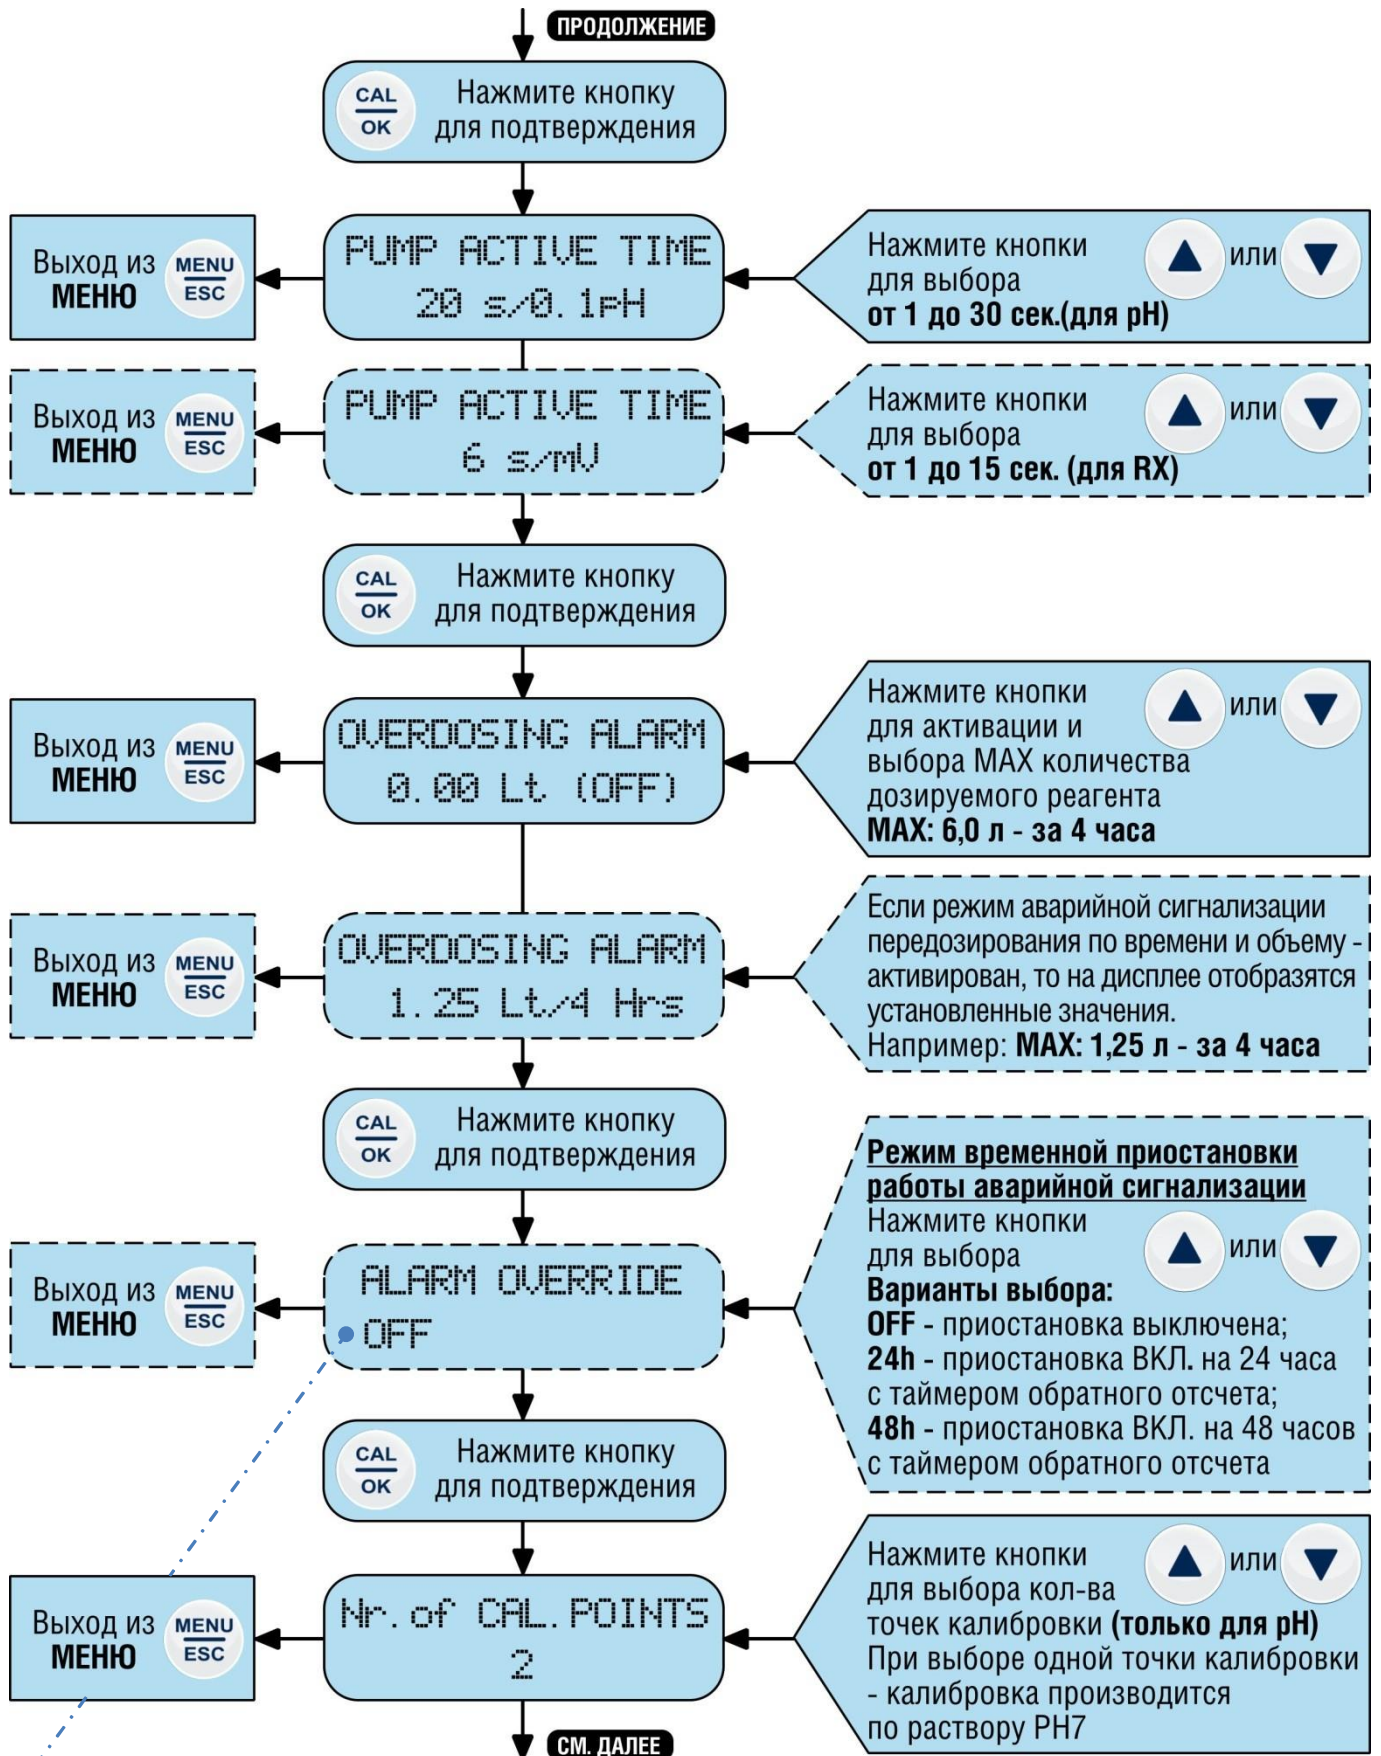 ПРОДОЛЖЕНИЕ
CAL
OK
Нажмите кнопку
для подтверждения
Выход из
МЕНЮ
MENU
ESC
PUMP ACTIVE TIME
20 s/0.1pH
Нажмите кнопки
для выбора
или
от 1 до 30 сек.(для pH)
Выход из
МЕНЮ
MENU
ESC
PUMP ACTIVE TIME
6 s/mV
Нажмите кнопки
для выбора
или
от 1 до 15 сек. (для RX)
CAL
OK
Нажмите кнопку
для подтверждения
Выход из
МЕНЮ
MENU
ESC
OVERDOSING ALARM
0.00 Lt (OFF)
Нажмите кнопки
или
для активации и
выбора MAX количества
дозируемого реагента
MAX: 6,0 л - за 4 часа
Выход из
МЕНЮ
MENU
ESC
OVERDOSING ALARM
1.25 Lt/4 Hrs
Если режим аварийной сигнализации
передозирования по времени и объему -
активирован, то на дисплее отобразятся
установленные значения.
Например: MAX: 1,25 л - за 4 часа
CAL
OK
Нажмите кнопку
для подтверждения
Выход из
МЕНЮ
MENU
ESC
ALARM OVERRIDE
OFF
Режим временной приостановки
работы аварийной сигнализации
Нажмите кнопки
для выбора
или
Варианты выбора:
OFF - приостановка выключена;
24h - приостановка ВКЛ. на 24 часа
с таймером обратного отсчета;
48h - приостановка ВКЛ. на 48 часов
с таймером обратного отсчета
CAL
OK
Нажмите кнопку
для подтверждения
Выход из
МЕНЮ
MENU
ESC
Nr.of CAL.POINTS
2
Нажмите кнопки
или
для выбора кол-ва
точек калибровки (только для pH)
При выборе одной точки калибровки
- калибровка производится
по раствору PH7
СМ. ДАЛЕЕ